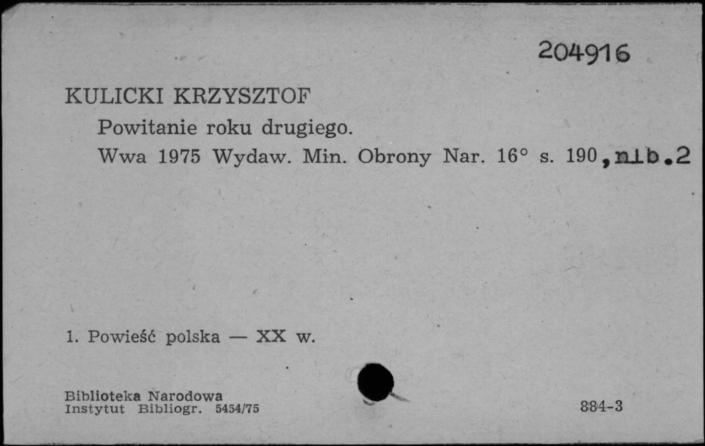 204916
KULICKI KRZYSZTOF
Powitanie roku drugiego.
Wwa 1975 Wydaw. Min. Obrony Nar. 16° s. 190, nlb.2
1. Powieść polska — XX w.
Biblioteka Narodowa
Instytut Bibliogr. 5454/75
884-3